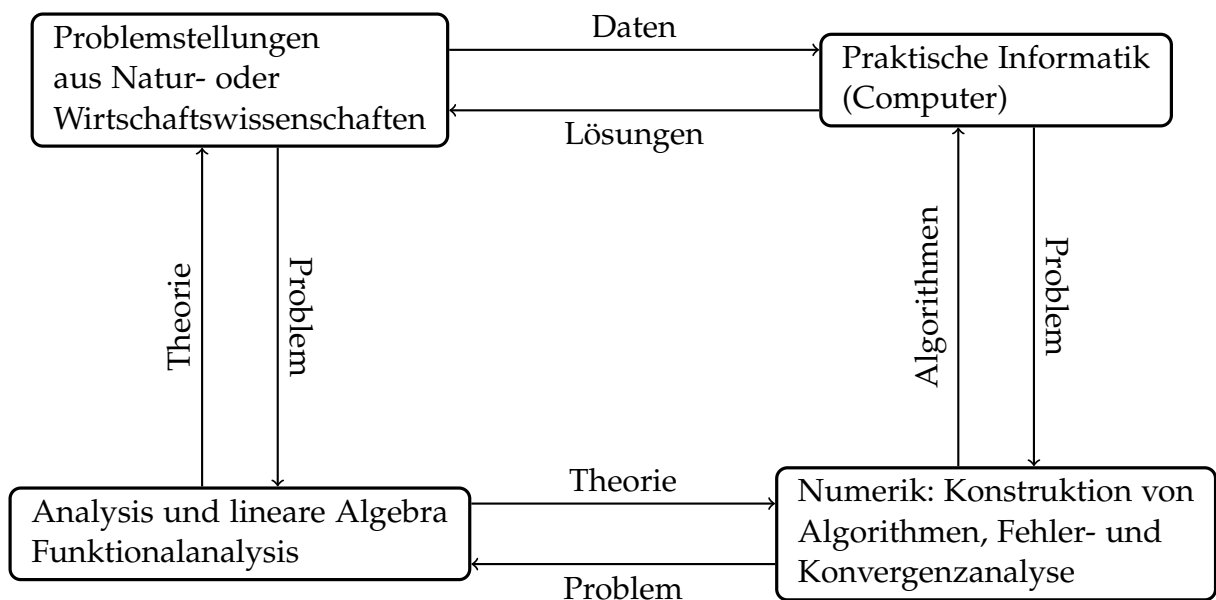 Problemstellungen
aus Natur- oder
Wirtschaftswissenschaften
Daten
Lösungen
Praktische Informatik
(Computer)
Theorie
Problem
Algorithmen
Problem
Analysis und lineare Algebra
Funktionalanalysis
Theorie
Problem
Numerik: Konstruktion von
Algorithmen, Fehler- und
Konvergenzanalyse